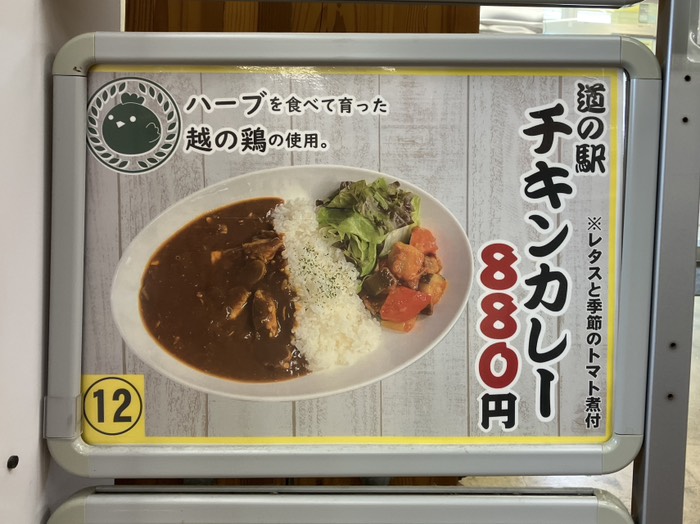 道の駅
チキンカレー
880円
※レタスと季節のトマト煮付
ハーブを食べて育った
越の鶏の使用。
12